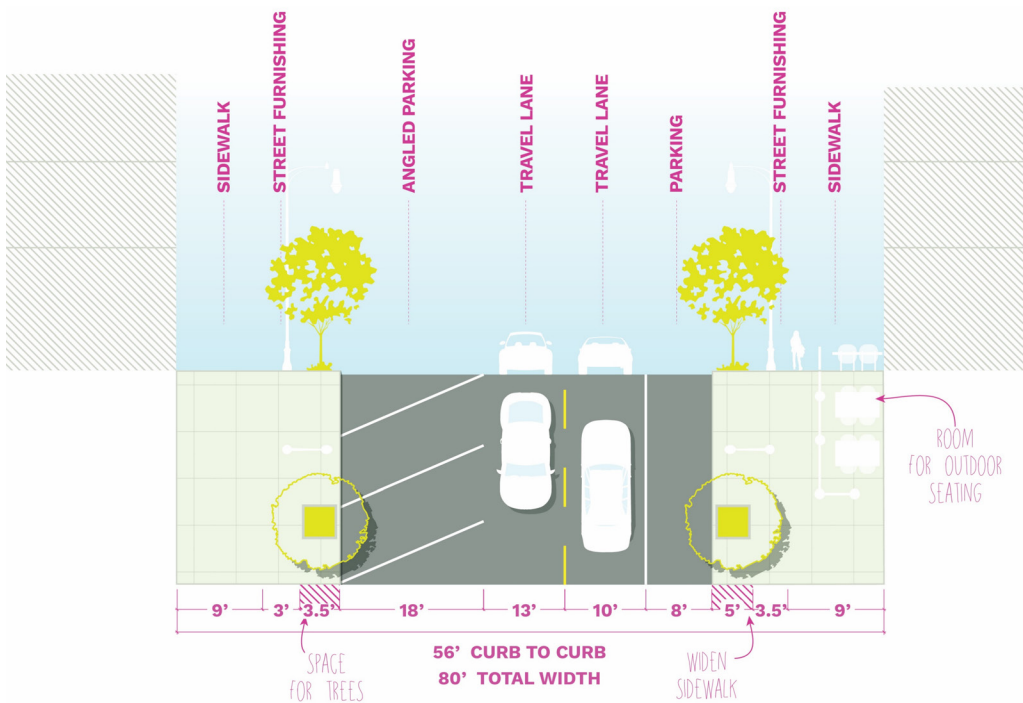 SIDEWALK
STREET FURNISHING
ANGLED PARKING
TRAVEL LANE
TRAVEL LANE
PARKING
STREET FURNISHING
SIDEWALK
ROOM
FOR OUTDOOR
SEATING
9’ 3’ 3.5’ 18’ 13’ 10’ 8’ 5’ 3.5’ 9’
56’ CURB TO CURB
80’ TOTAL WIDTH
SPACE
FOR TREES
WIDEN
SIDEWALK